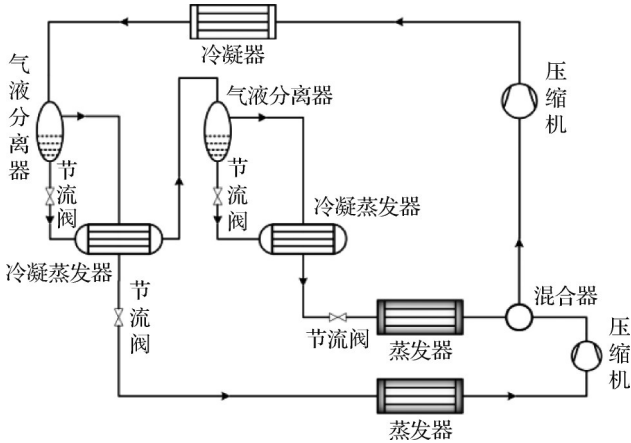 冷凝器
气液分离器
气液分离器
压缩机
节流阀
节流阀
冷凝蒸发器
冷凝蒸发器
节流阀
混合器
节流阀
蒸发器
压缩机
蒸发器